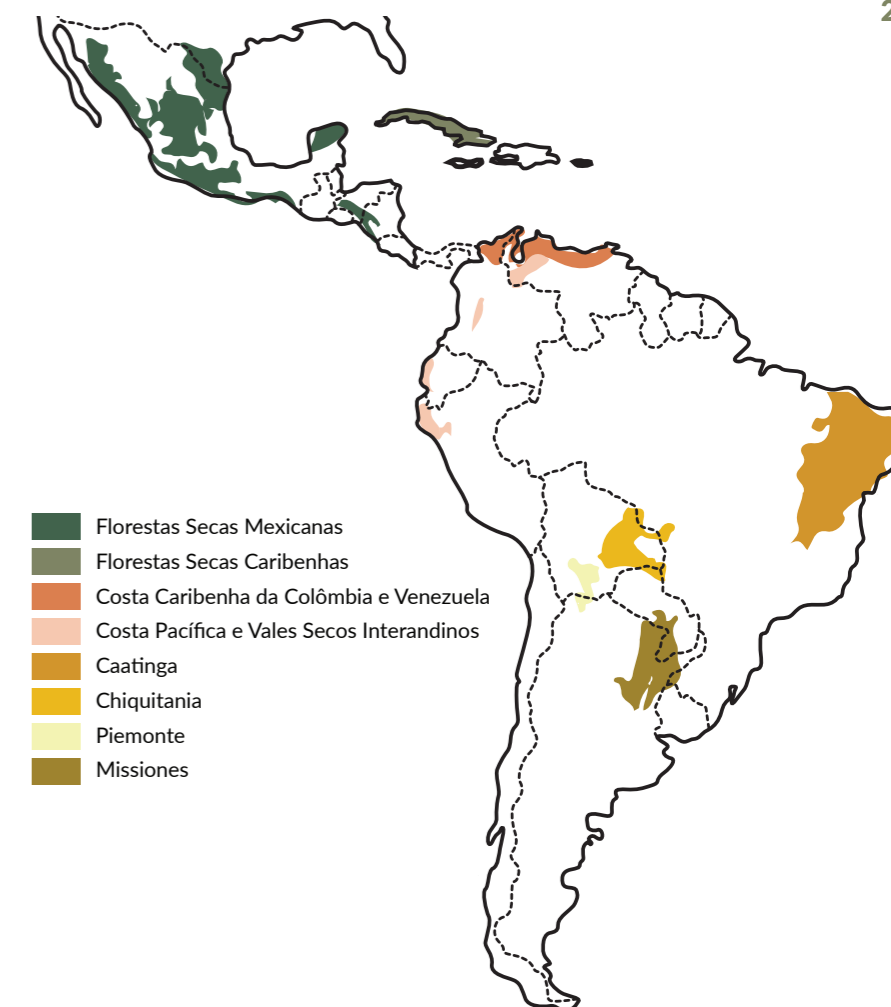 2
Florestas Secas Mexicanas
Florestas Secas Caribenhas
Costa Caribenha da Colômbia e Venezuela
Costa Pacífica e Vales Secos Interandinos
Caatinga
Chiquitania
Piemonte
Missiones